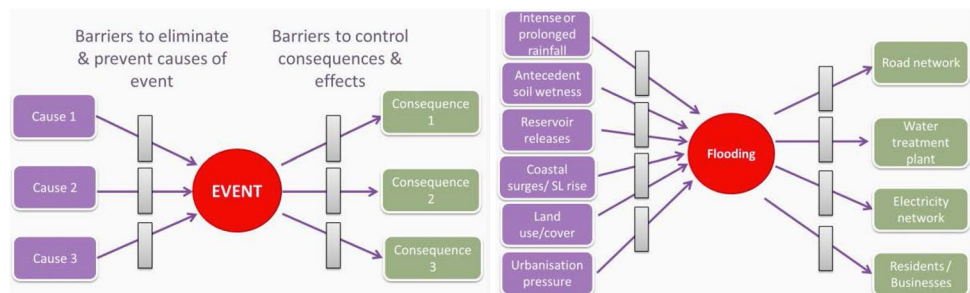 Barriers to eliminate
& prevent causes of
event
Barriers to control
consequences &
effects
Cause 1
Cause 2
Cause 3
EVENT
Consequence
1
Consequence
2
Consequence
3
Intense or
prolonged
rainfall
Antecedent
soil wetness
Reservoir
releases
Coastal
surges/ SL rise
Land
use/cover
Urbanisation
pressure
Flooding
Road network
Water
treatment
plant
Electricity
network
Residents /
Businesses